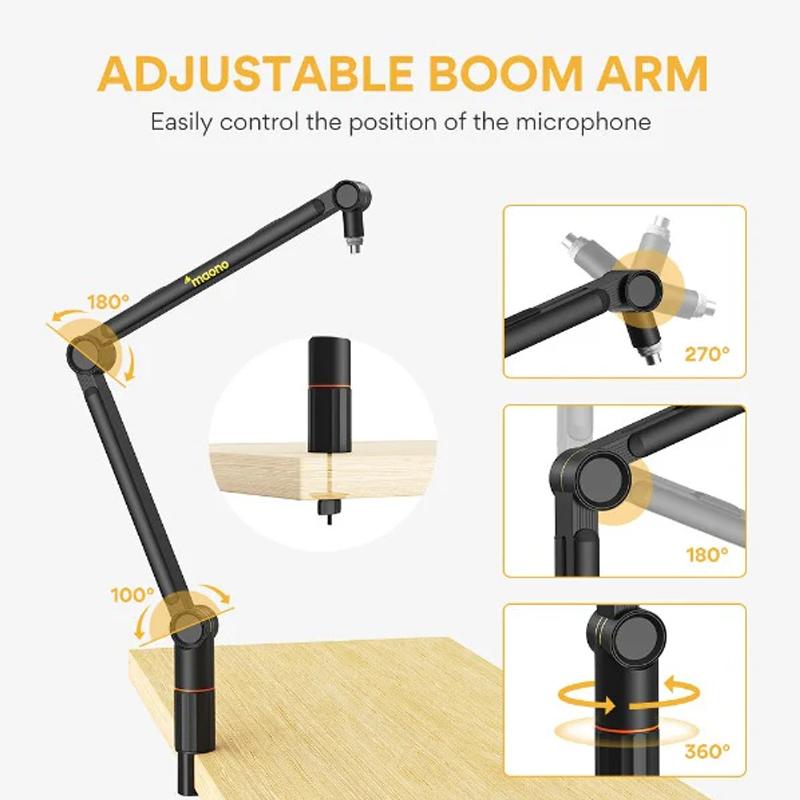 ADJUSTABLE BOOM ARM
Easily control the position of the microphone
maono
180°
100°
270°
180°
360°